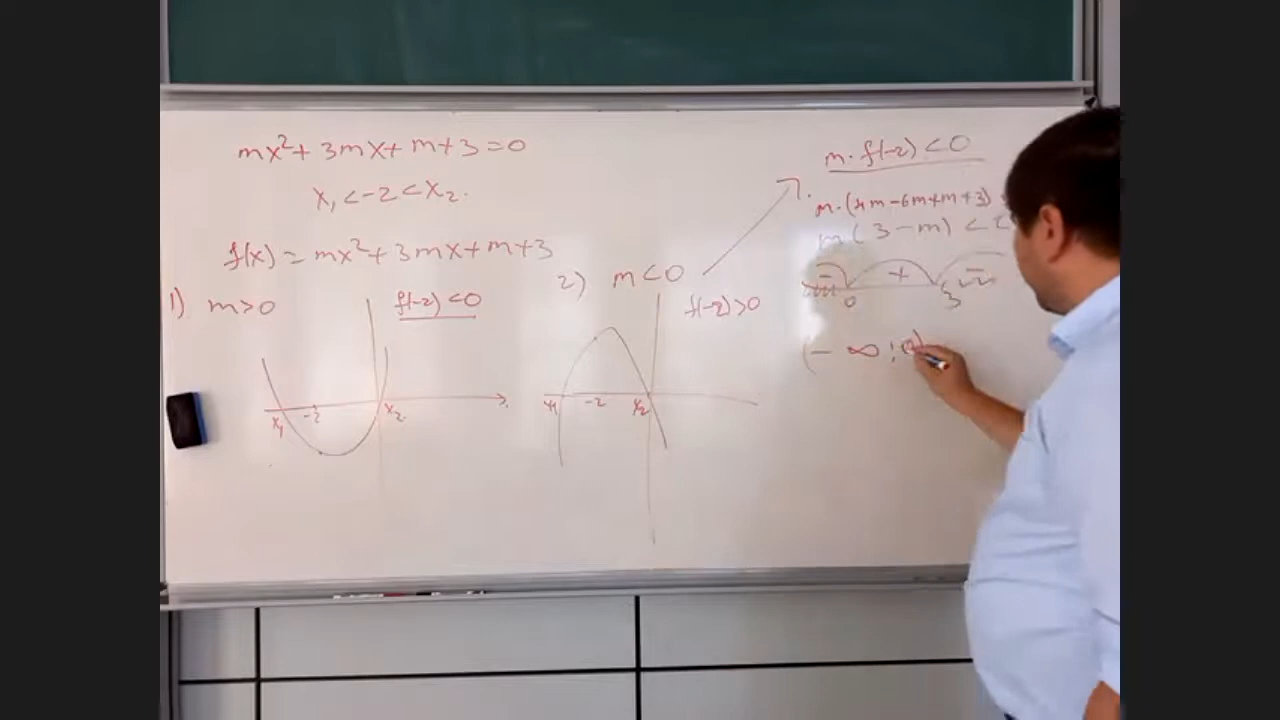 mx²+ 3mx+ m+3=0
x₁<-2<x₂.
f(x) = mx²+3mx+m+3
1) m>0
f(-2)<0
x₁
-2
x₂
2) m<0
f(-2)>0
x₁
-2
x₂
m·f(-2)<0
m·(4m-6m+m+3)
m(3-m)<
- + -
0 3
(-∞;0)